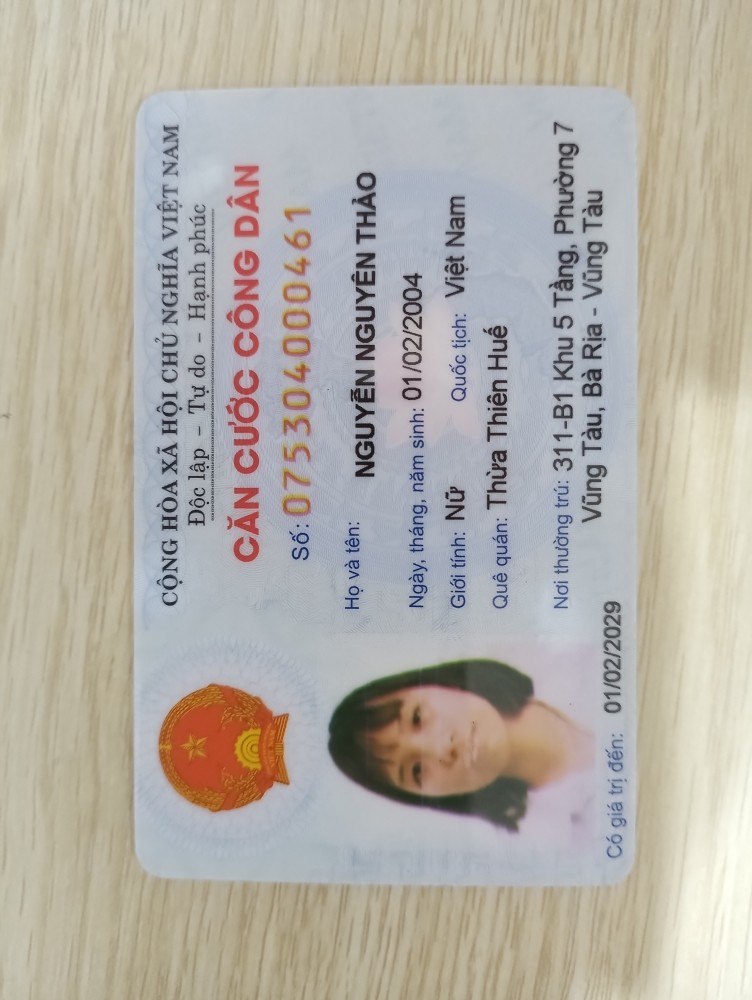 CỘNG HÒA XÃ HỘI CHỦ NGHĨA VIỆT NAM
Độc lập - Tự do - Hạnh phúc
CĂN CƯỚC CÔNG DÂN
Số: 075304000461
Họ và tên:
NGUYỄN NGUYÊN THẢO
Ngày, tháng, năm sinh: 01/02/2004
Giới tính: Nữ Quốc tịch: Việt Nam
Quê quán: Thừa Thiên Huế
Nơi thường trú: 311-B1 Khu 5 Tầng, Phường 7
Vũng Tàu, Bà Rịa - Vũng Tàu
Có giá trị đến: 01/02/2029